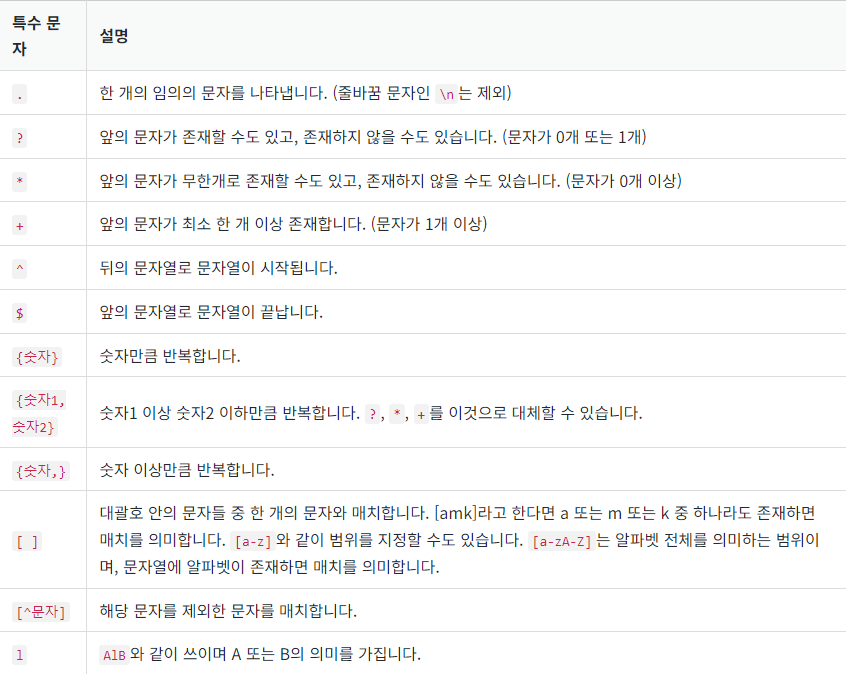 특수 문
자
설명
.
한 개의 임의의 문자를 나타냅니다. (줄바꿈 문자인 \n는 제외)
?
앞의 문자가 존재할 수도 있고, 존재하지 않을 수도 있습니다. (문자가 0개 또는 1개)
*
앞의 문자가 무한개로 존재할 수도 있고, 존재하지 않을 수도 있습니다. (문자가 0개 이상)
+
앞의 문자가 최소 한 개 이상 존재합니다. (문자가 1개 이상)
^
뒤의 문자열로 문자열이 시작됩니다.
$
앞의 문자열로 문자열이 끝납니다.
{숫자}
숫자만큼 반복합니다.
{숫자1,
숫자2}
숫자1 이상 숫자2 이하만큼 반복합니다. ?, *, +를 이것으로 대체할 수 있습니다.
{숫자,}
숫자 이상만큼 반복합니다.
[ ]
대괄호 안의 문자들 중 한 개의 문자와 매치합니다. [amk]라고 한다면 a 또는 m 또는 k 중 하나라도 존재하면
매치를 의미합니다. [a-z]와 같이 범위를 지정할 수도 있습니다. [a-zA-Z]는 알파벳 전체를 의미하는 범위이
며, 문자열에 알파벳이 존재하면 매치를 의미합니다.
[^문자]
해당 문자를 제외한 문자를 매치합니다.
l
AlB와 같이 쓰이며 A 또는 B의 의미를 가집니다.